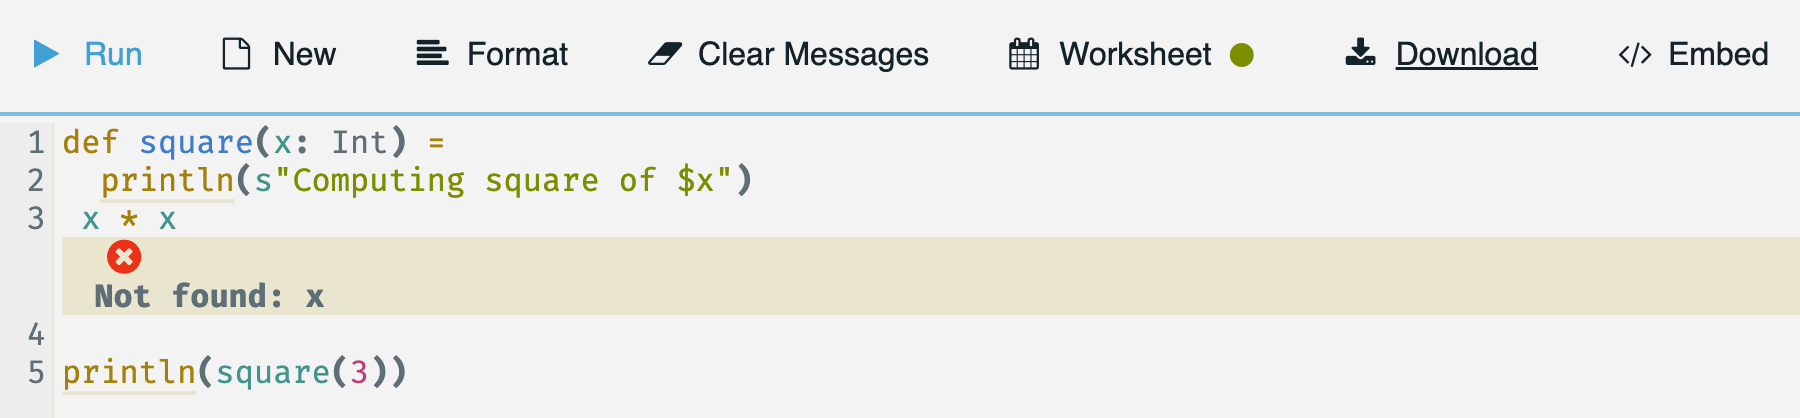 Run New Format Clear Messages Worksheet Download </> Embed
1 def square(x: Int) =
2   println(s"Computing square of $x")
3  x * x
Not found: x
4
5 println(square(3))